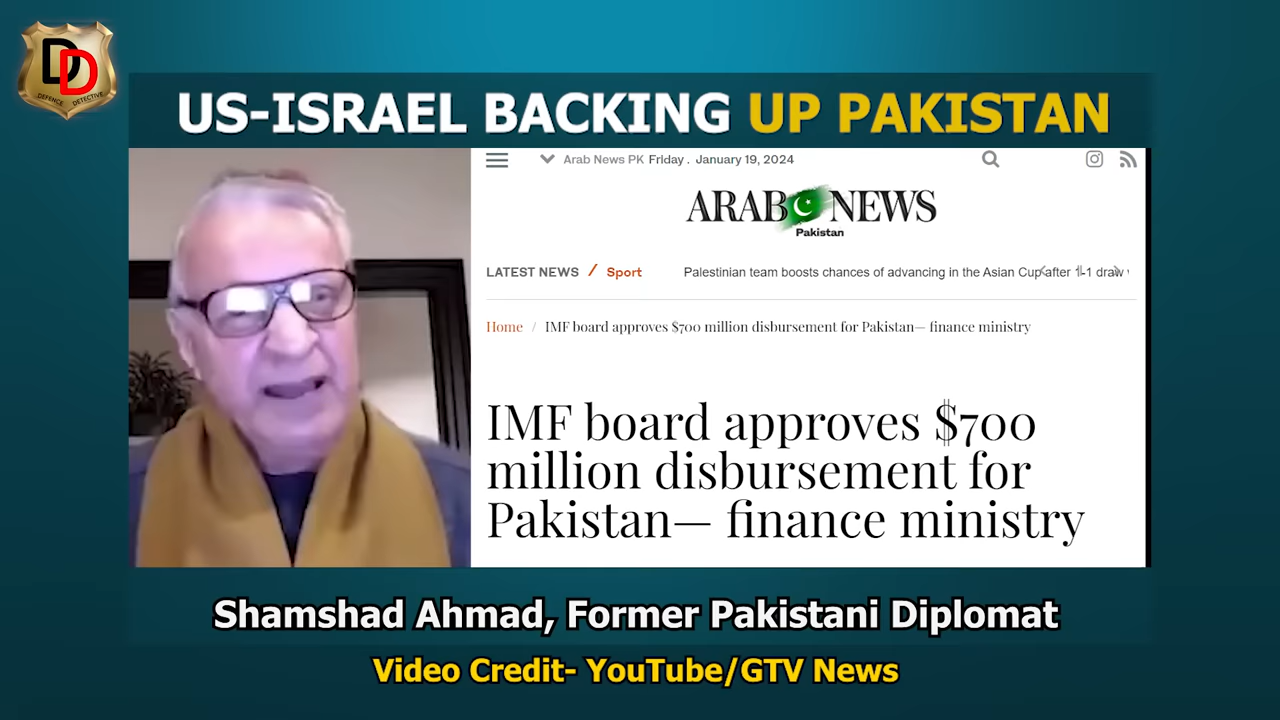 DD
DEFENCE DETECTIVE
US-ISRAEL BACKING UP PAKISTAN
Arab News PK Friday . January 19, 2024
ARAB NEWS
Pakistan
LATEST NEWS / Sport Palestinian team boosts chances of advancing in the Asian Cup after 1-1 draw
Home / IMF board approves $700 million disbursement for Pakistan— finance ministry
IMF board approves $700
million disbursement for
Pakistan— finance ministry
Shamshad Ahmad, Former Pakistani Diplomat
Video Credit- YouTube/GTV News